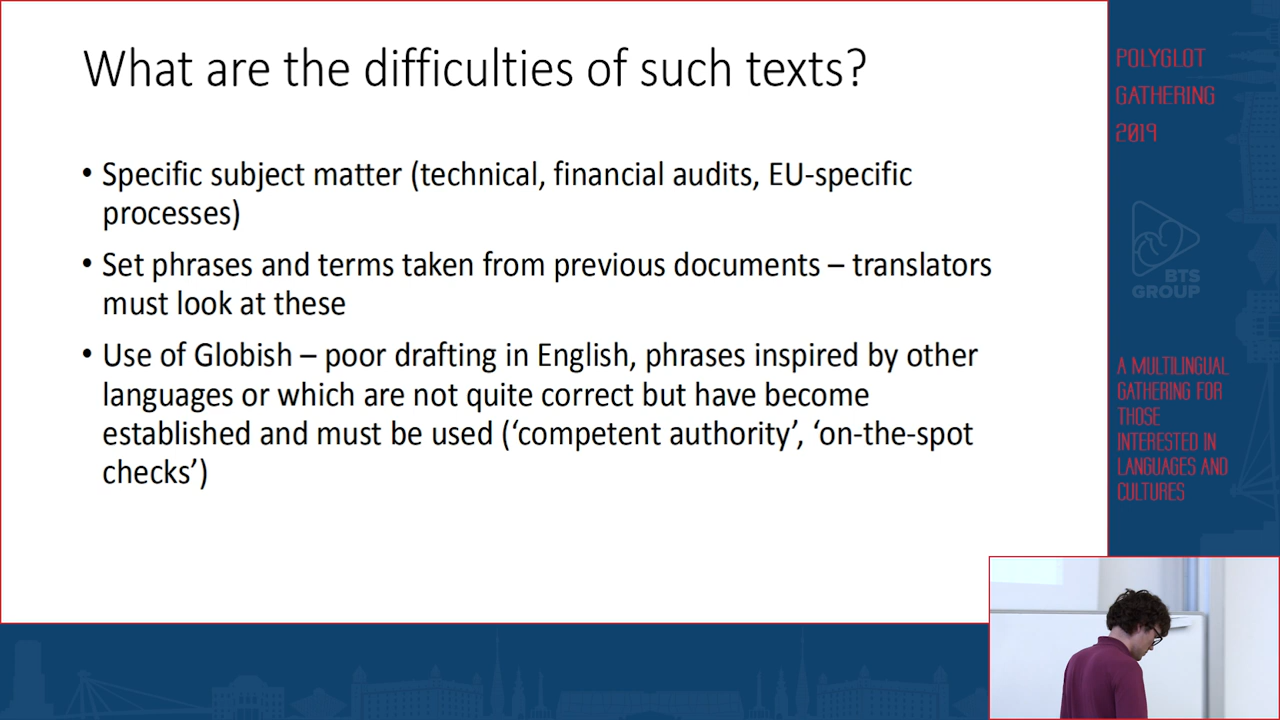 What are the difficulties of such texts?
• Specific subject matter (technical, financial audits, EU-specific
processes)
• Set phrases and terms taken from previous documents – translators
must look at these
• Use of Globish – poor drafting in English, phrases inspired by other
languages or which are not quite correct but have become
established and must be used (‘competent authority’, ‘on-the-spot
checks’)
POLYGLOT
GATHERING
2019
BTS
GROUP
A MULTILINGUAL
GATHERING FOR
THOSE
INTERESTED IN
LANGUAGES AND
CULTURES